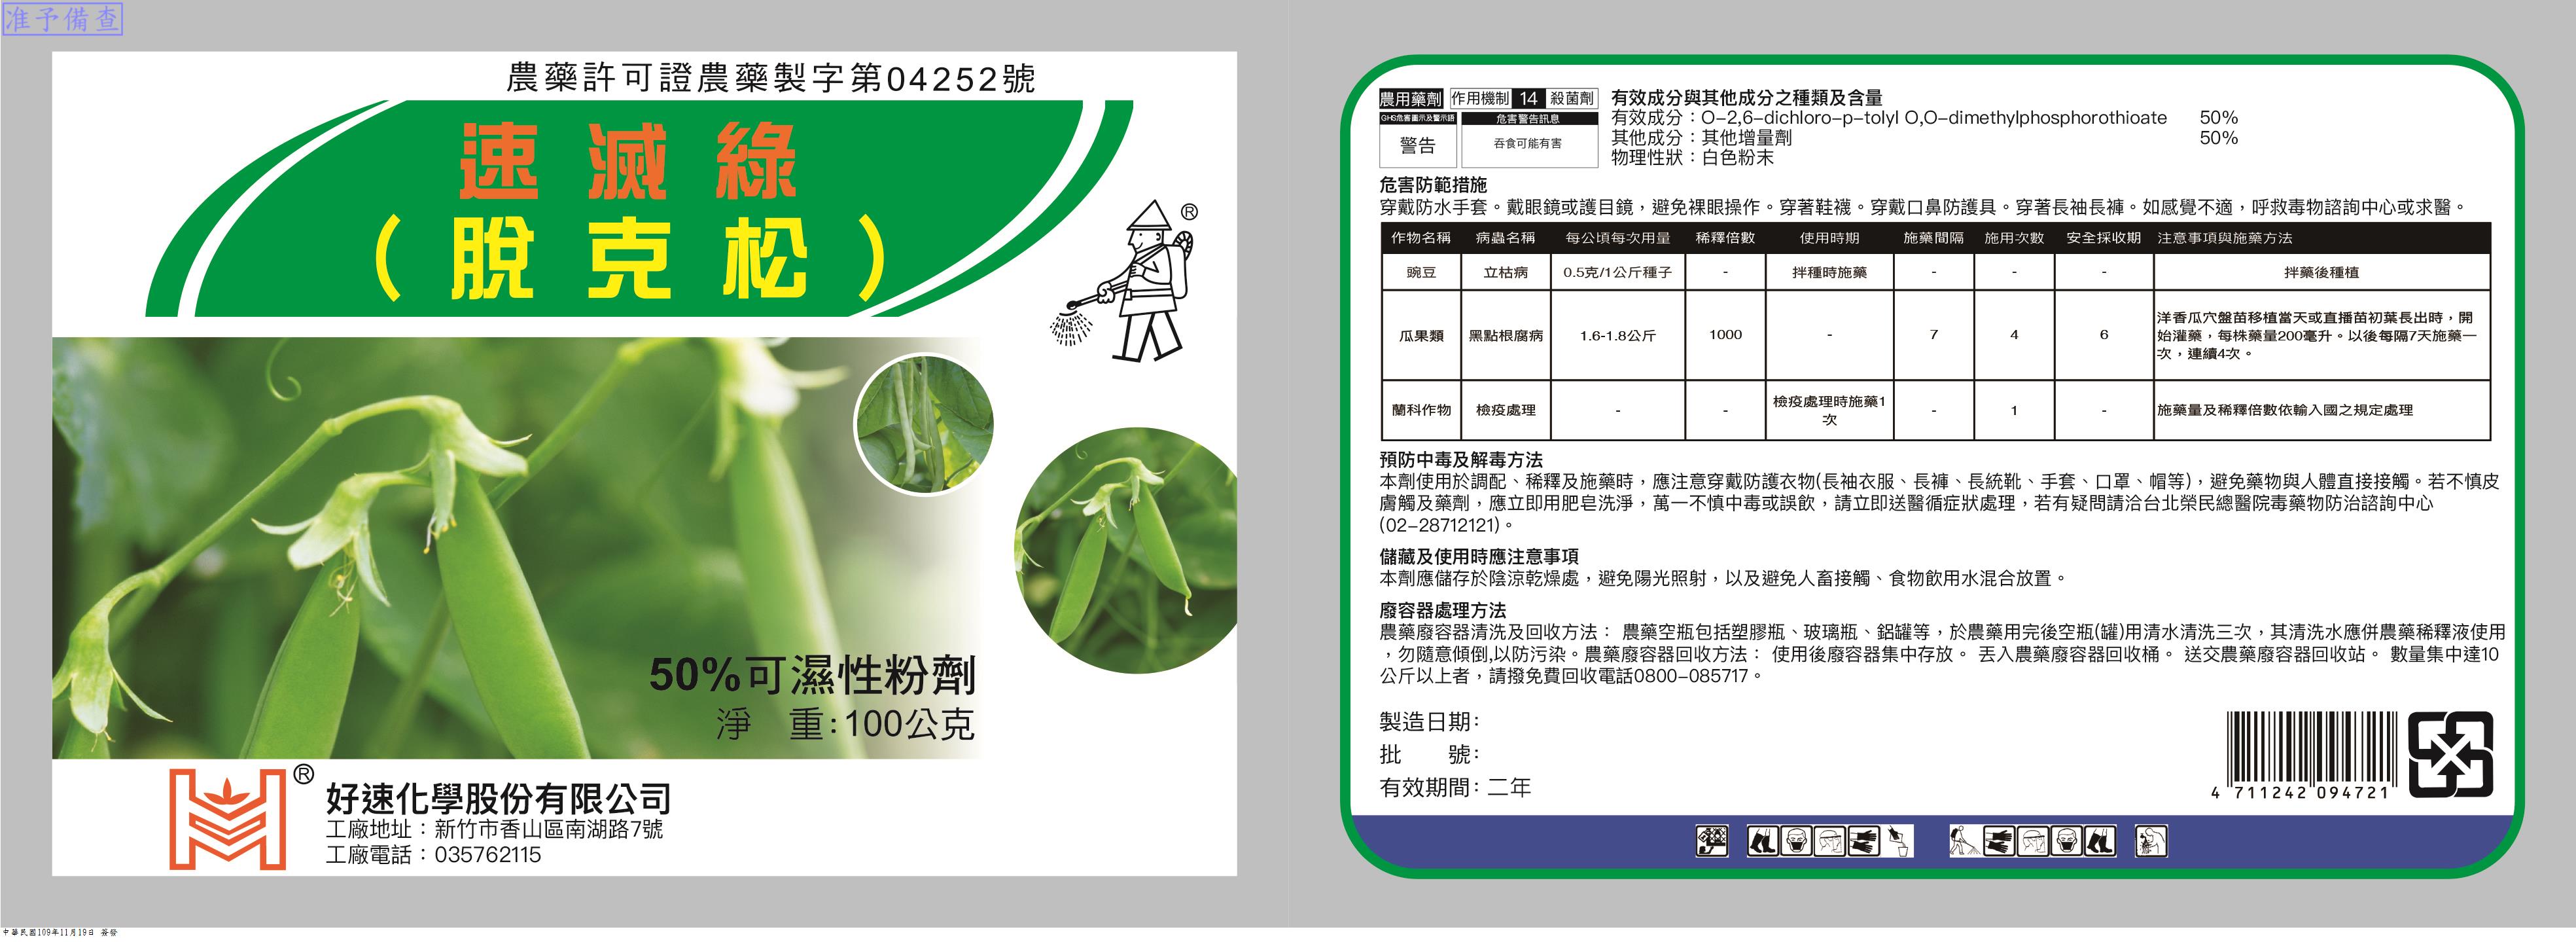 准予備查
農藥許可證農藥製字第04252號
速滅綠
(脫克松)
®
50%可濕性粉劑
淨 重:100公克
®
好速化學股份有限公司
工廠地址：新竹市香山區南湖路7號
工廠電話：035762115
農用藥劑 作用機制 14 殺菌劑
GHS危害圖示及警示語 危害警告訊息
警告 吞食可能有害
有效成分與其他成分之種類及含量
有效成分：O-2,6-dichloro-p-tolyl O,O-dimethylphosphorothioate 50%
其他成分：其他增量劑 50%
物理性狀：白色粉末
危害防範措施
穿戴防水手套。戴眼鏡或護目鏡，避免裸眼操作。穿著鞋襪。穿戴口鼻防護具。穿著長袖長褲。如感覺不適，呼救毒物諮詢中心或求醫。
作物名稱 病蟲名稱 每公頃每次用量 稀釋倍數 使用時期 施藥間隔 施用次數 安全採收期 注意事項與施藥方法
豌豆 立枯病 0.5克/1公斤種子 - 拌種時施藥 - - - 拌藥後種植
瓜果類 黑點根腐病 1.6-1.8公斤 1000 - 7 4 6 洋香瓜穴盤苗移植當天或直播苗初葉長出時，開
始灌藥，每株藥量200毫升。以後每隔7天施藥一
次，連續4次。
蘭科作物 檢疫處理 - - 檢疫處理時施藥1
次 - 1 - 施藥量及稀釋倍數依輸入國之規定處理
預防中毒及解毒方法
本劑使用於調配、稀釋及施藥時，應注意穿戴防護衣物(長袖衣服、長褲、長統靴、手套、口罩、帽等)，避免藥物與人體直接接觸。若不慎皮
膚觸及藥劑，應立即用肥皂洗淨，萬一不慎中毒或誤飲，請立即送醫循症狀處理，若有疑問請洽台北榮民總醫院毒藥物防治諮詢中心
(02-28712121)。
儲藏及使用時應注意事項
本劑應儲存於陰涼乾燥處，避免陽光照射，以及避免人畜接觸、食物飲用水混合放置。
廢容器處理方法
農藥廢容器清洗及回收方法： 農藥空瓶包括塑膠瓶、玻璃瓶、鋁罐等，於農藥用完後空瓶(罐)用清水清洗三次，其清洗水應併農藥稀釋液使用
，勿隨意傾倒,以防污染。農藥廢容器回收方法： 使用後廢容器集中存放。 丟入農藥廢容器回收桶。 送交農藥廢容器回收站。 數量集中達10
公斤以上者，請撥免費回收電話0800-085717。
製造日期:
批 號:
有效期間: 二年
4 711242 094721
中華民國109年11月19日 簽發